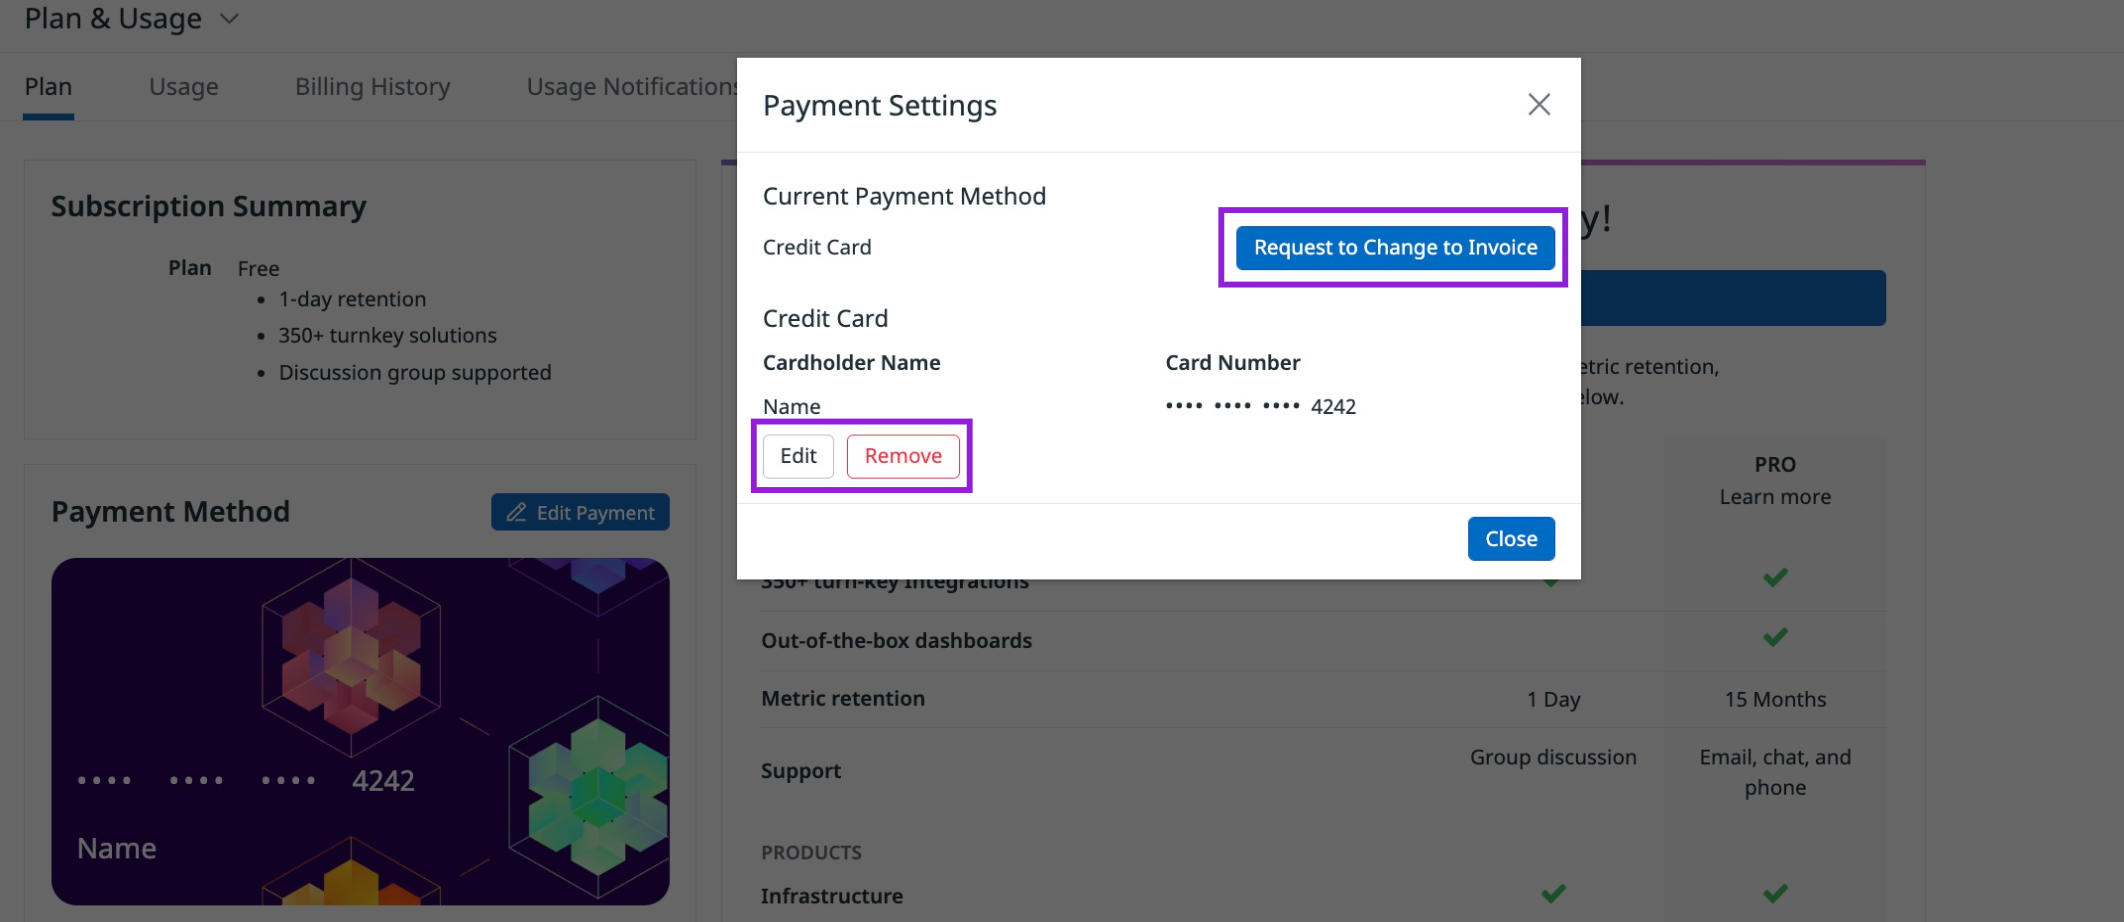 Plan & Usage
Plan Usage Billing History Usage Notifications
Payment Settings
Current Payment Method
Credit Card Request to Change to Invoice
Credit Card
Cardholder Name Card Number
Name •••• •••• •••• 4242
Edit Remove
Close
Subscription Summary
Plan Free
• 1-day retention
• 350+ turnkey solutions
• Discussion group supported
Payment Method Edit Payment
•••• •••• •••• 4242
Name
y!
etric retention,
elow.
PRO
Learn more
350+ turn-key Integrations
Out-of-the-box dashboards
Metric retention 1 Day 15 Months
Support Group discussion Email, chat, and
phone
PRODUCTS
Infrastructure